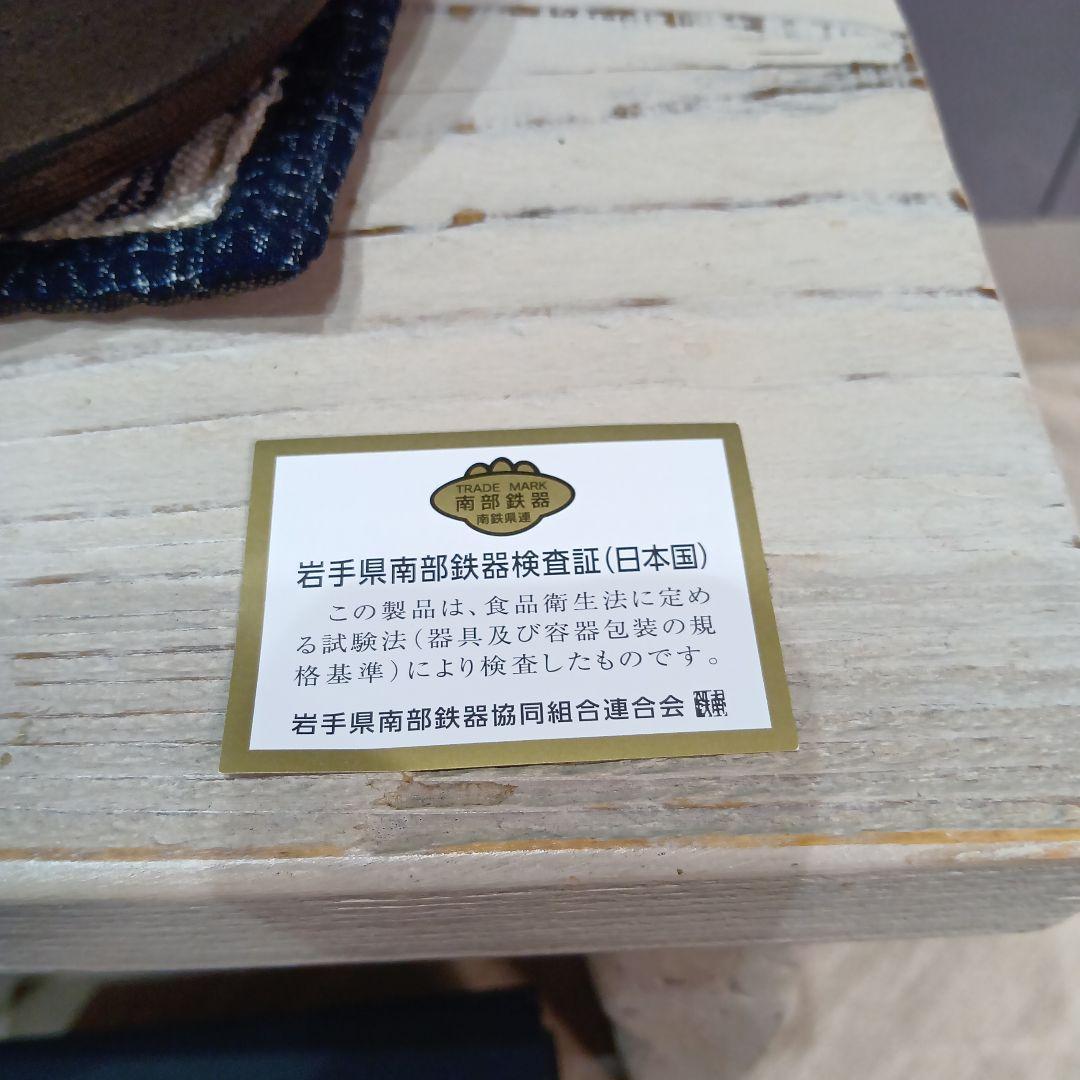 TRADE MARK
南部鉄器
南鉄県連
岩手県南部鉄器検査証(日本国)
この製品は、食品衛生法に定め
る試験法(器具及び容器包装の規
格基準)により検査したものです。
岩手県南部鉄器協同組合連合会